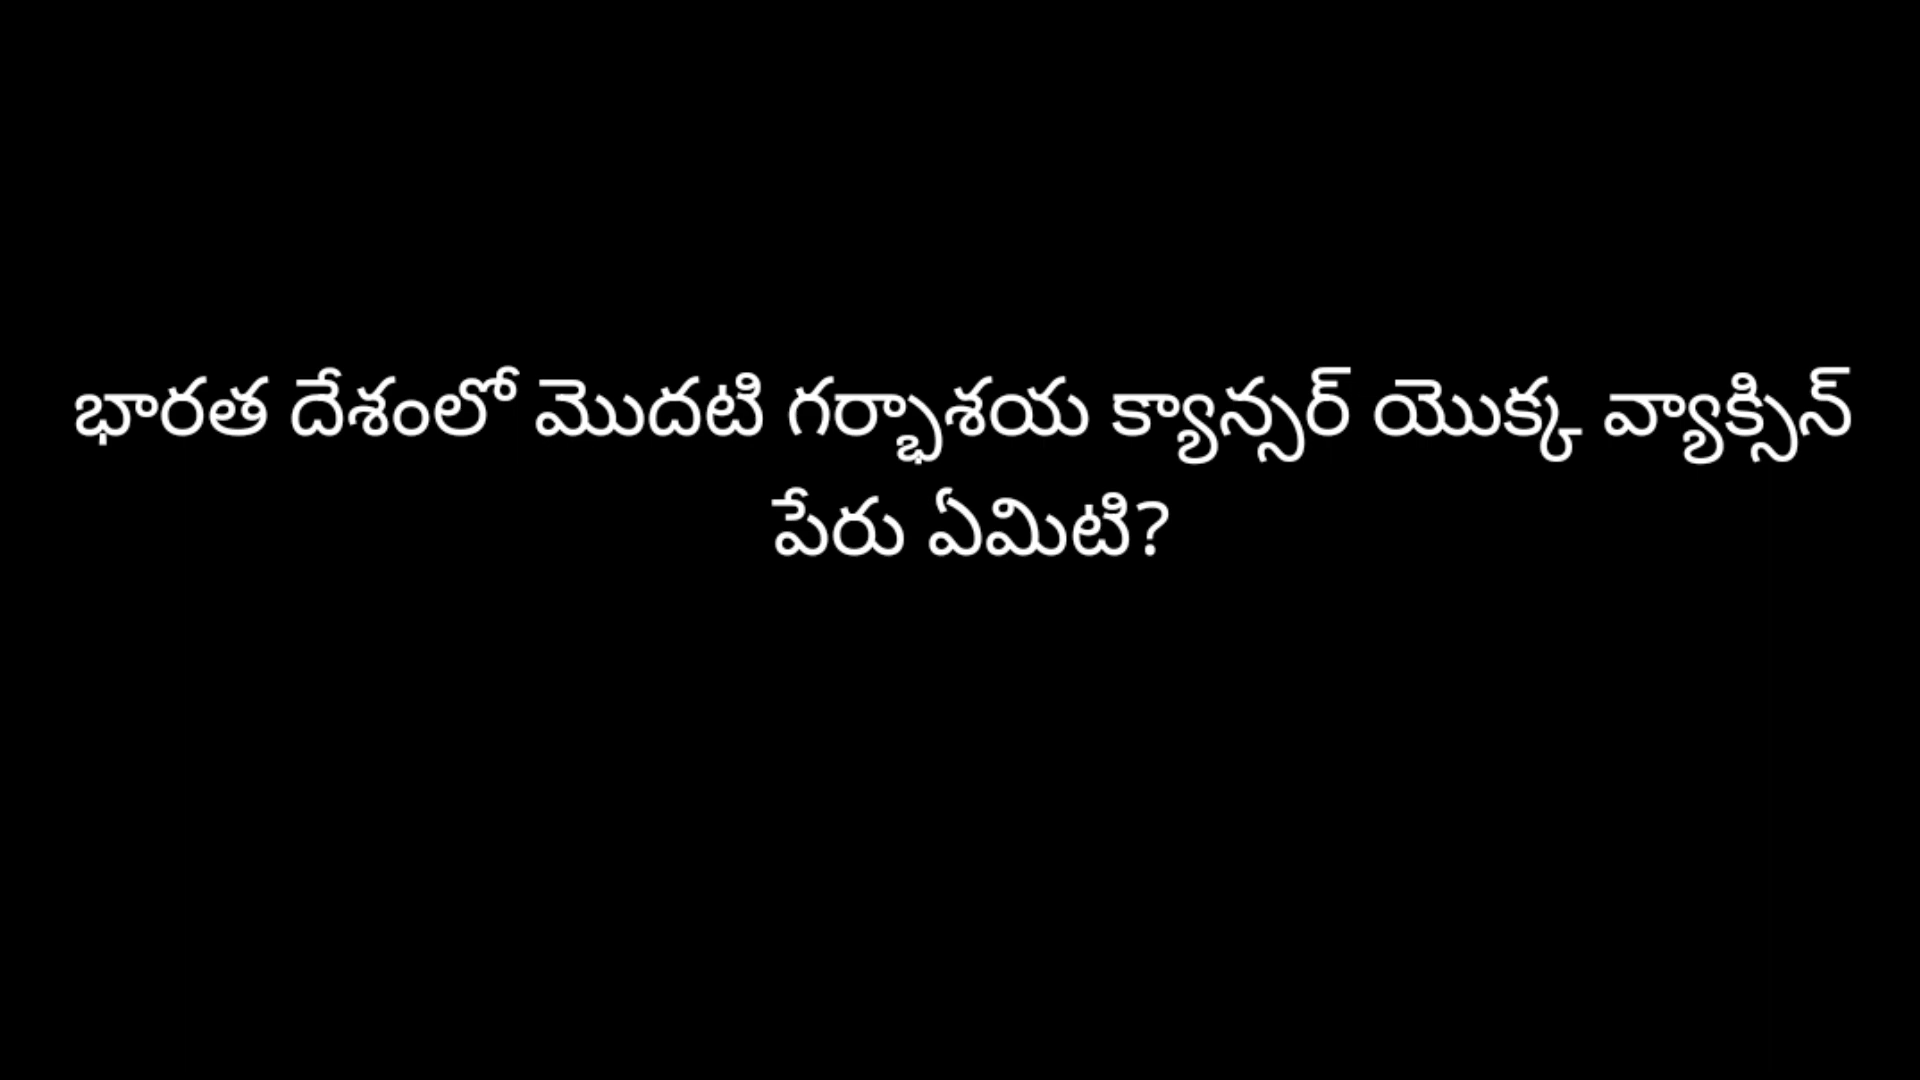 భారత దేశంలో మొదటి గర్భాశయ క్యాన్సర్ యొక్క వ్యాక్సిన్
పేరు ఏమిటి?